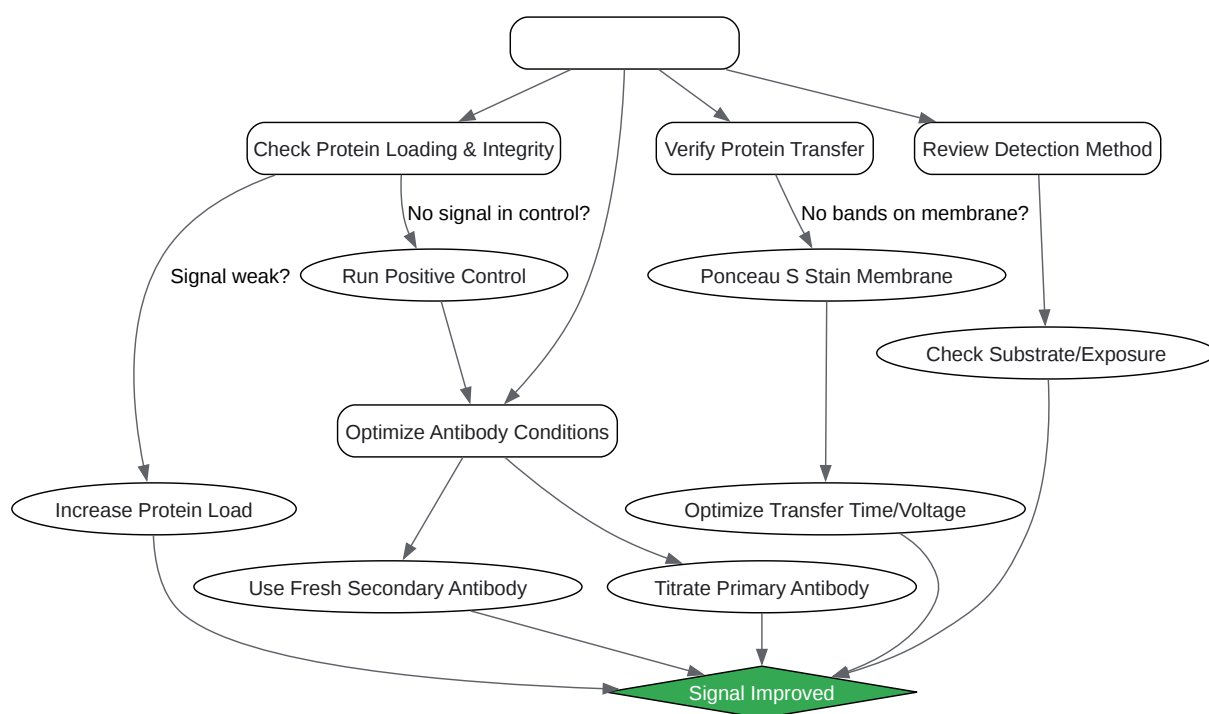 Check Protein Loading & Integrity
Verify Protein Transfer
Review Detection Method
No signal in control?
No bands on membrane?
Signal weak?
Run Positive Control
Ponceau S Stain Membrane
Check Substrate/Exposure
Optimize Antibody Conditions
Increase Protein Load
Optimize Transfer Time/Voltage
Use Fresh Secondary Antibody
Titrate Primary Antibody
Signal Improved